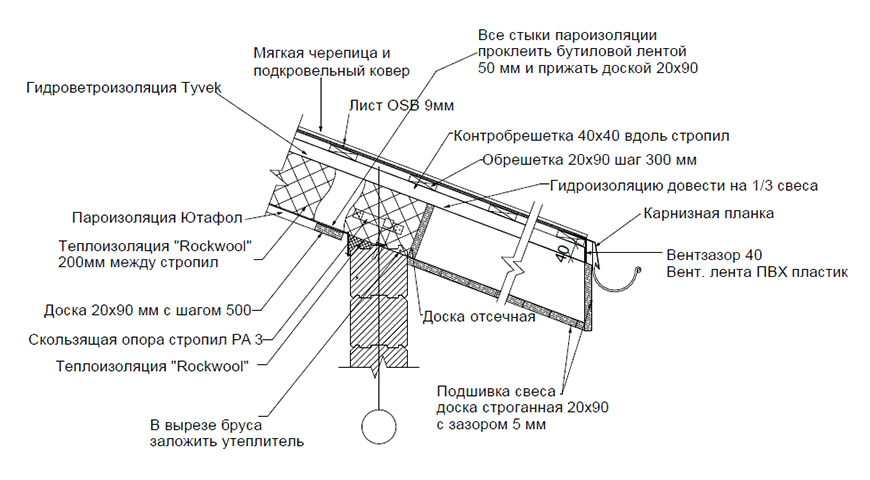 Все стыки пароизоляции
проклеить бутиловой лентой
50 мм и прижать доской 20х90
Мягкая черепица и
подкровельный ковер
Гидроветроизоляция Tyvek
Лист OSB 9мм
Контробрешетка 40х40 вдоль стропил
Обрешетка 20х90 шаг 300 мм
Гидроизоляцию довести на 1/3 свеса
Карнизная планка
Пароизоляция Ютафол
Теплоизоляция "Rockwool"
200мм между стропил
40
Вентзазор 40
Вент. лента ПВХ пластик
Доска 20х90 мм с шагом 500
Доска отсечная
Скользящая опора стропил РА 3
Теплоизоляция "Rockwool"
Подшивка свеса
доска строганная 20х90
с зазором 5 мм
В вырезе бруса
заложить утеплитель